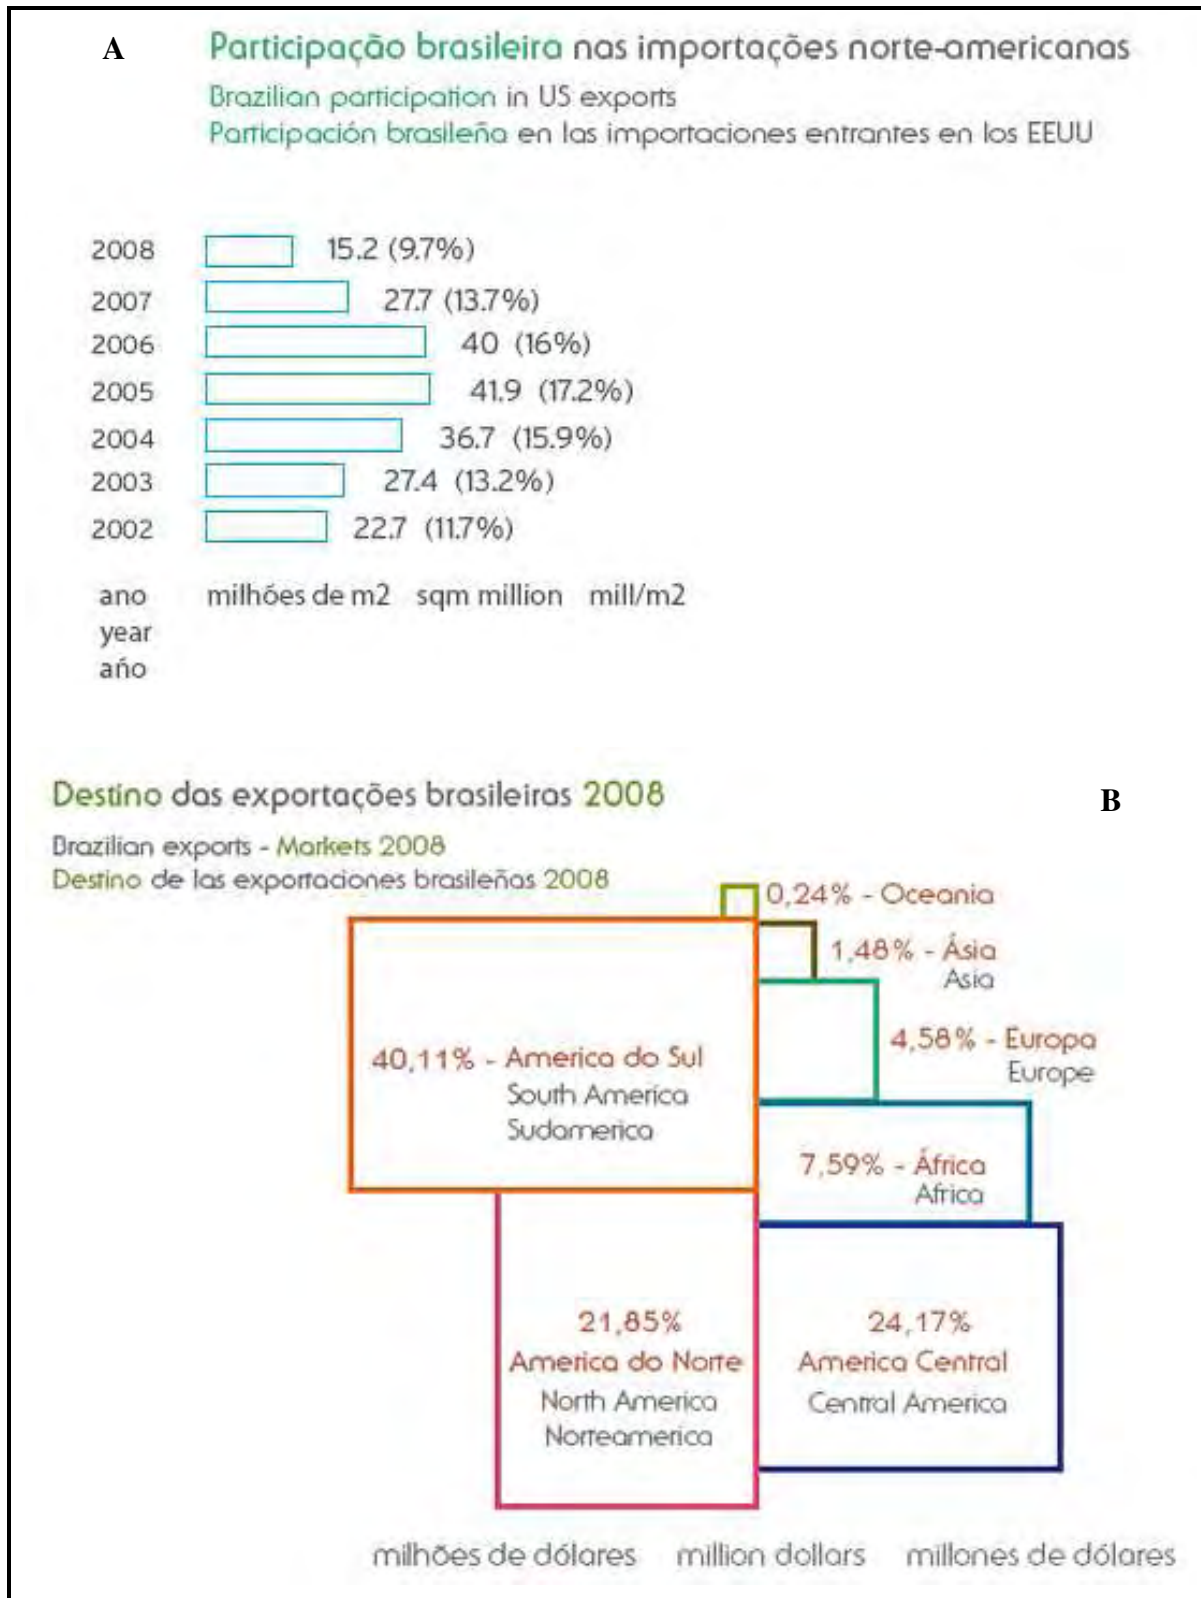 A
Participação brasileira nas importações norte-americanas
Brazilian participation in US exports
Participación brasileña en las importaciones entrantes en los EEUU
2008 15.2 (9.7%)
2007 27.7 (13.7%)
2006 40 (16%)
2005 41.9 (17.2%)
2004 36.7 (15.9%)
2003 27.4 (13.2%)
2002 22.7 (11.7%)
ano milhões de m2 sqm million mill/m2
year
año
Destino das exportações brasileiras 2008
B
Brazilian exports - Markets 2008
Destino de las exportaciones brasileñas 2008
0,24% - Oceania
1,48% - Ásia
Asia
4,58% - Europa
Europe
40,11% - America do Sul
South America
Sudamerica
7,59% - África
Africa
21,85%
America do Norte
North America
Norteamerica
24,17%
America Central
Central America
milhões de dólares million dollars millones de dólares